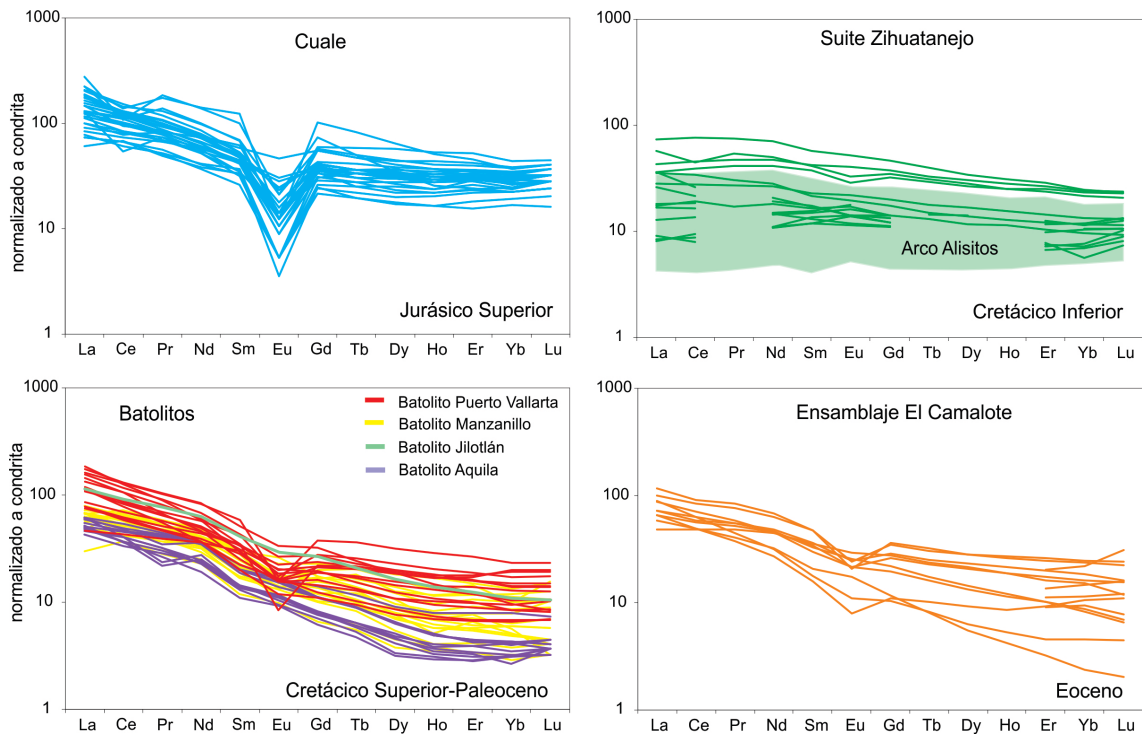 Cuale
normalizado a condrita
1000
100
10
1
Jurásico Superior
La Ce Pr Nd Sm Eu Gd Tb Dy Ho Er Yb Lu
Suite Zihuatanejo
1000
100
10
1
Arco Alisitos
Cretácico Inferior
La Ce Pr Nd Sm Eu Gd Tb Dy Ho Er Yb Lu
Batolitos
normalizado a condrita
1000
100
10
1
Batolito Puerto Vallarta
Batolito Manzanillo
Batolito Jilotlán
Batolito Aquila
Cretácico Superior-Paleoceno
La Ce Pr Nd Sm Eu Gd Tb Dy Ho Er Yb Lu
Ensamblaje El Camalote
1000
100
10
1
Eoceno
La Ce Pr Nd Sm Eu Gd Tb Dy Ho Er Yb Lu